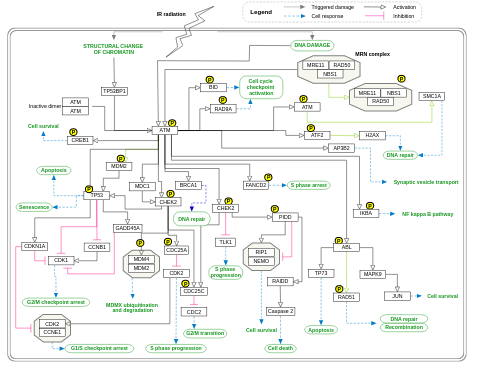 IR radiation
Legend
Triggered damage
Activation
Cell response
Inhibition
STRUCTURAL CHANGE
OF CHROMATIN
DNA DAMAGE
MRN complex
MRE11
RAD50
NBS1
P
BID
Cell cycle
checkpoint
activation
TP53BP1
P
MRE11
NBS1
RAD50
SMC1A
Inactive dimer
ATM
ATM
P
RAD9A
P
ATM
Cell survival
P
CREB1
P
ATM
P
ATF2
H2AX
AP3B2
DNA repair
Apoptosis
P
MDM2
Synaptic vesicle transport
MDC1
BRCA1
P
FANCD2
S phase arrest
P
TP53
P
CHEK2
Senescence
DNA repair
P
CHEK2
P
PIDD
P
IKBA
NF kappa B pathway
GADD45A
CDKN1A
CDK1
CCNB1
P
MDM4
MDM2
P
CDC25A
CDK2
TLK1
S phase
progression
RIP1
NEMO
P
ABL
TP73
MAPK9
RAIDD
P
CDC25C
P
RAD51
JUN
Cell survival
G2/M checkpoint arrest
MDMX ubiquitination
and degradation
CDC2
Caspase 2
DNA repair
Recombination
CDK2
CCNE1
G2/M transition
Cell survival
Apoptosis
G1/S checkpoint arrest
S phase progression
Cell death